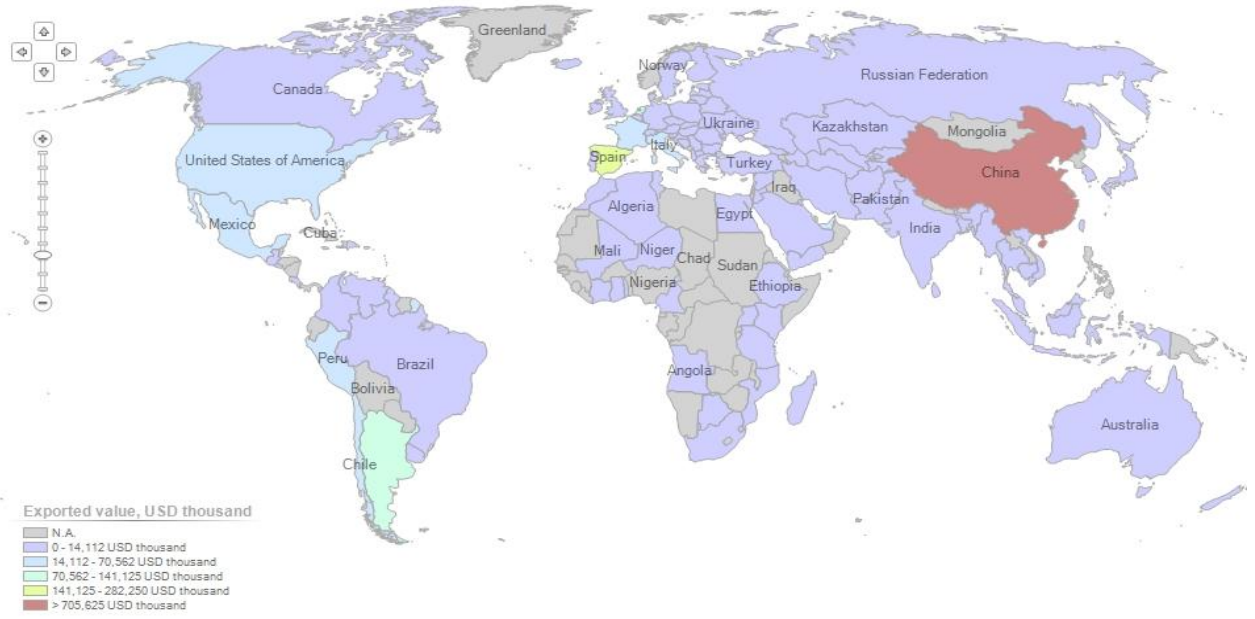 Greenland
Norway
Russian Federation
Canada
Ukraine
Kazakhstan
Mongolia
Italy
United States of America
Spain
Turkey
China
Iraq
Pakistan
Mexico
Algeria
Egypt
India
Cuba
Mali
Niger
Chad
Sudan
Nigeria
Ethiopia
Peru
Brazil
Angola
Bolivia
Australia
Chile
Exported value, USD thousand
N.A.
0 - 14,112 USD thousand
14,112 - 70,562 USD thousand
70,562 - 141,125 USD thousand
141,125 - 282,250 USD thousand
> 705,625 USD thousand